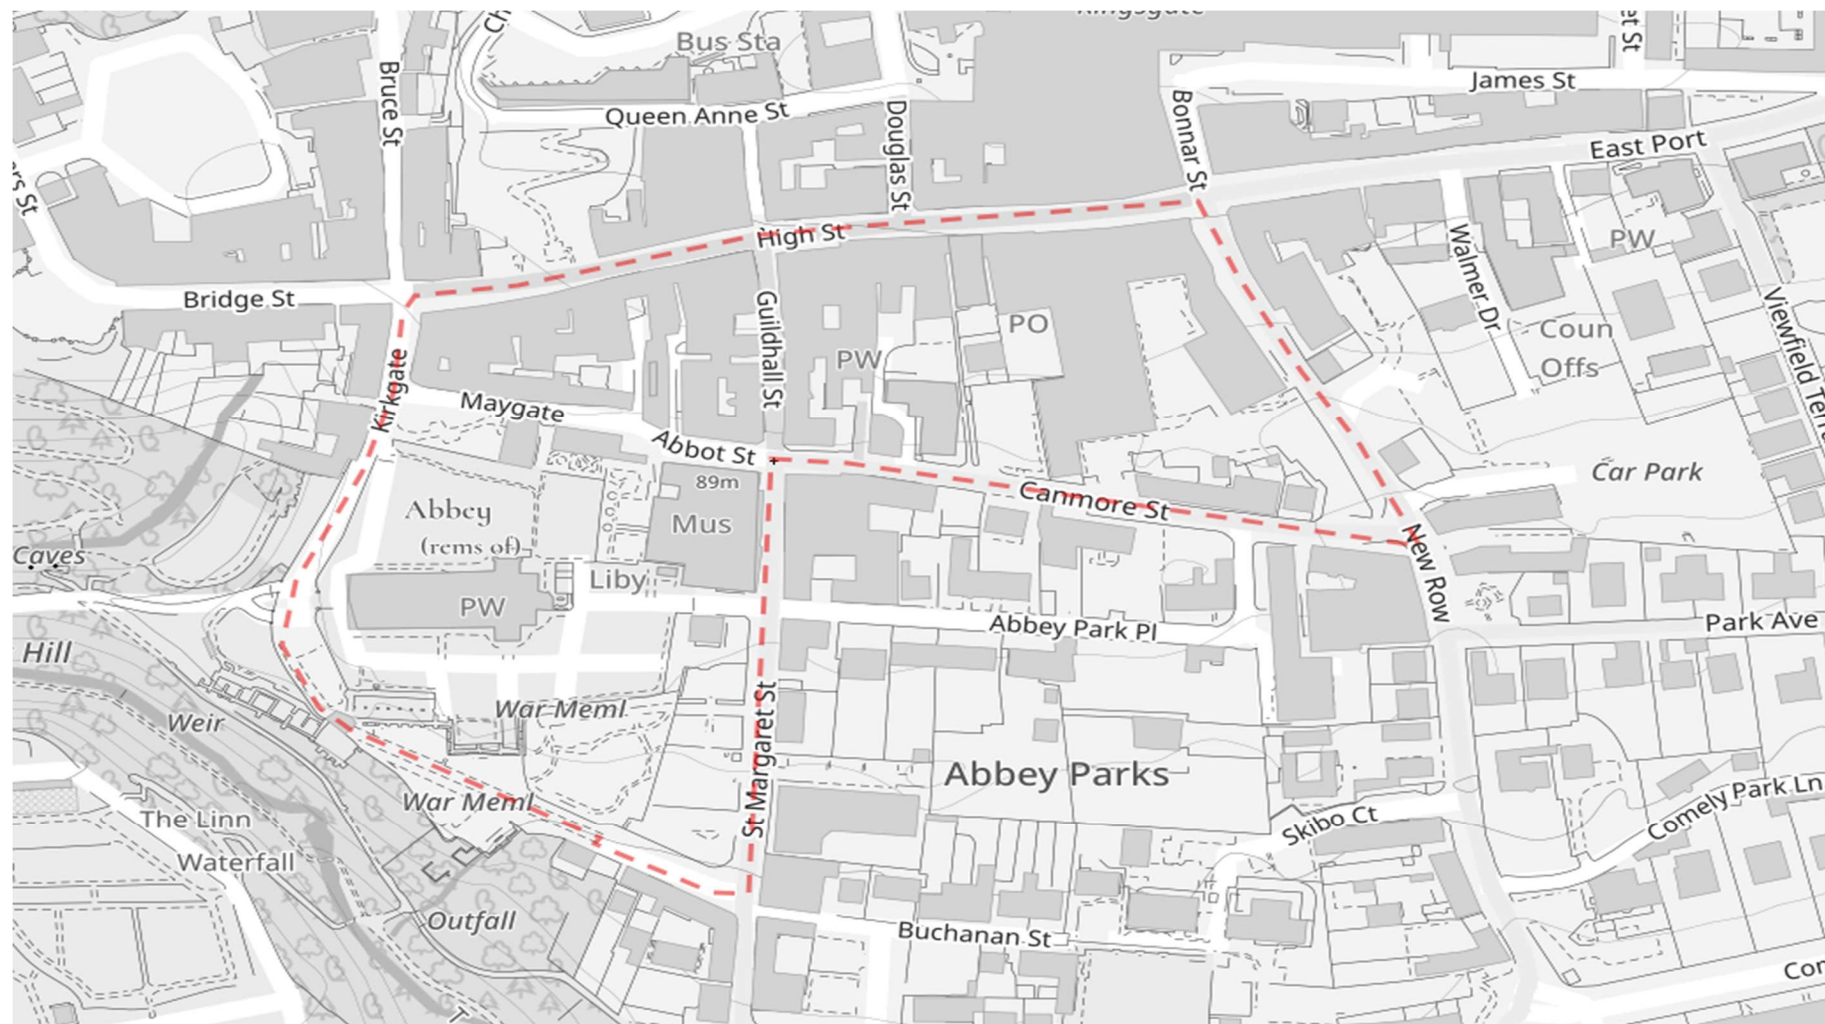 Kingsgate
Bus Sta
Bruce St
Queen Anne St
Douglas St
James St
Bonnar St
East Port
High St
PW
Walmer Dr
Bridge St
Guildhall St
PO
Coun
Offs
Viewfield Terr
Kirkgate
Maygate
PW
Abbot St
89m
Mus
Canmore St
Car Park
Abbey
(rems of)
Caves
Liby
PW
New Row
Abbey Park Pl
Park Ave
Hill
War Meml
Weir
St Margaret St
Abbey Parks
War Meml
The Linn
Waterfall
Skibo Ct
Comely Park Ln
Outfall
Buchanan St
Com